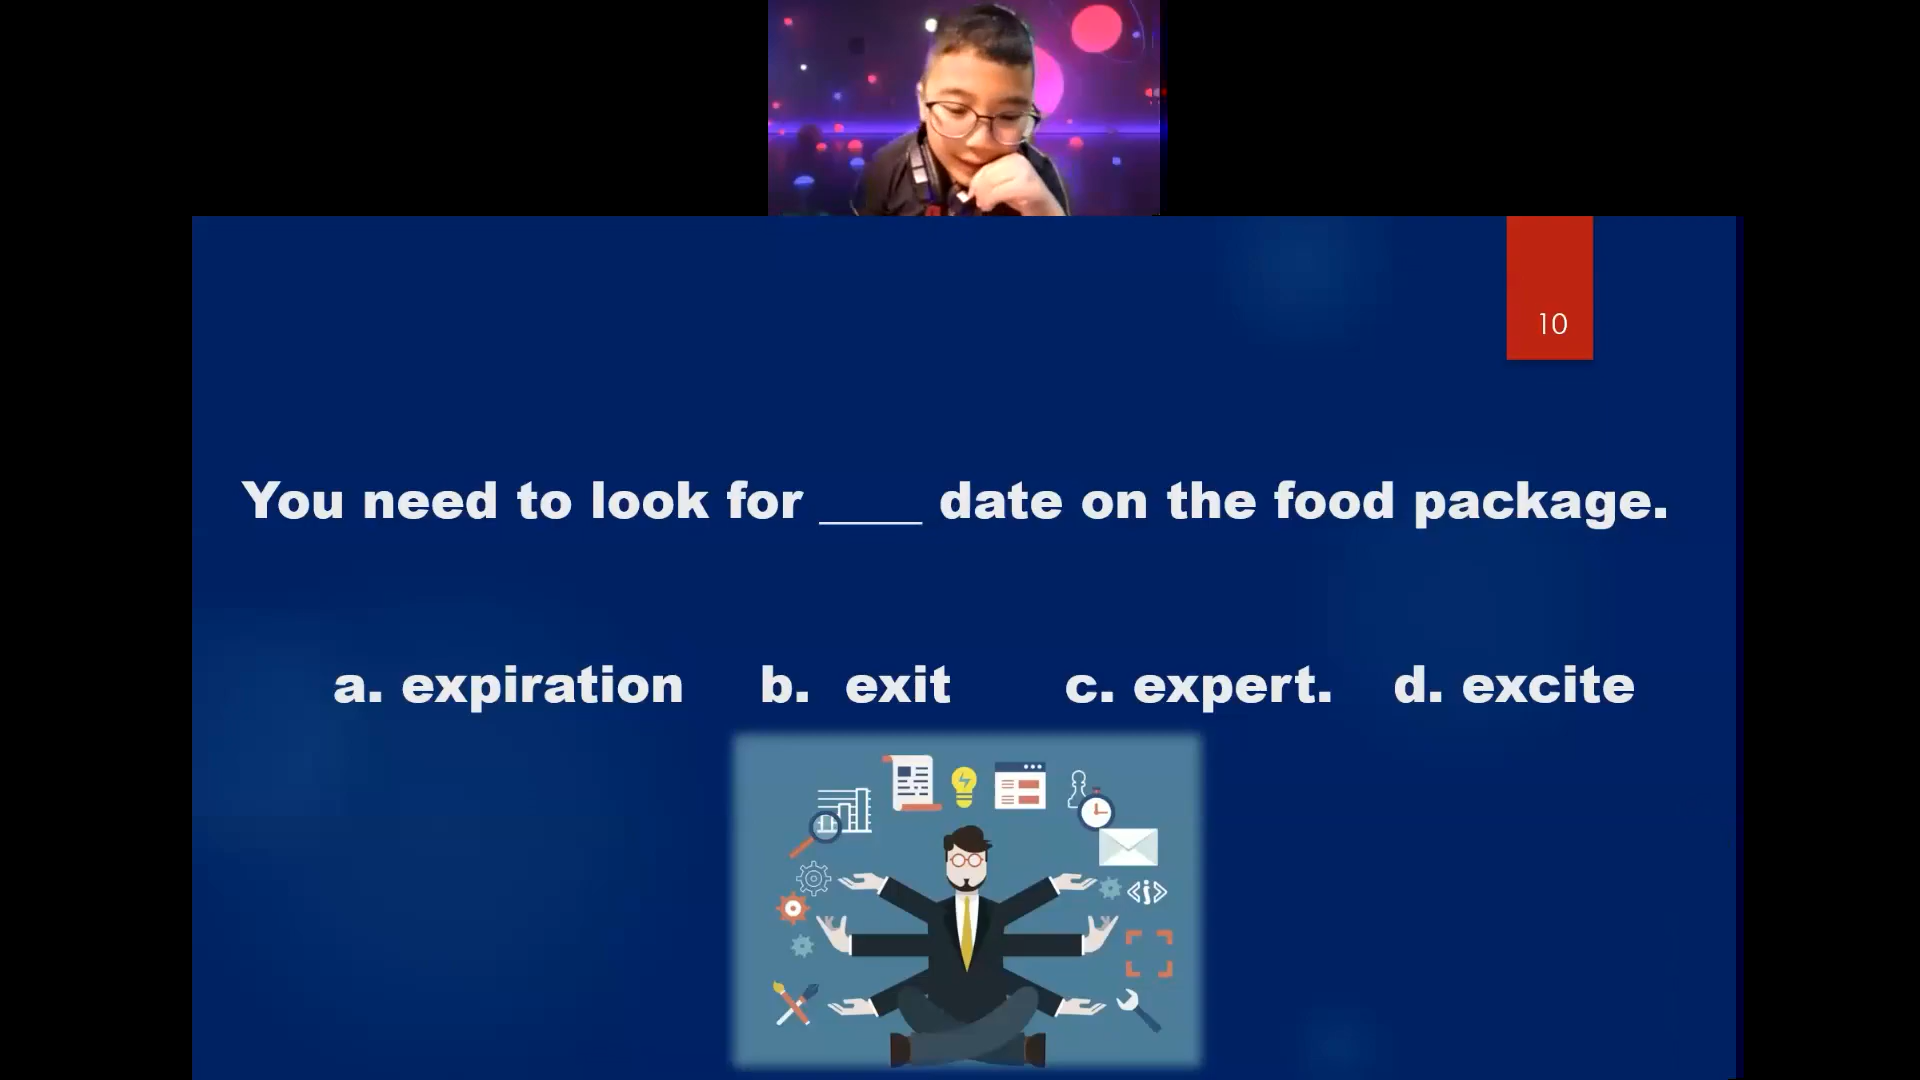 10
You need to look for ____ date on the food package.
a. expiration b. exit c. expert. d. excite